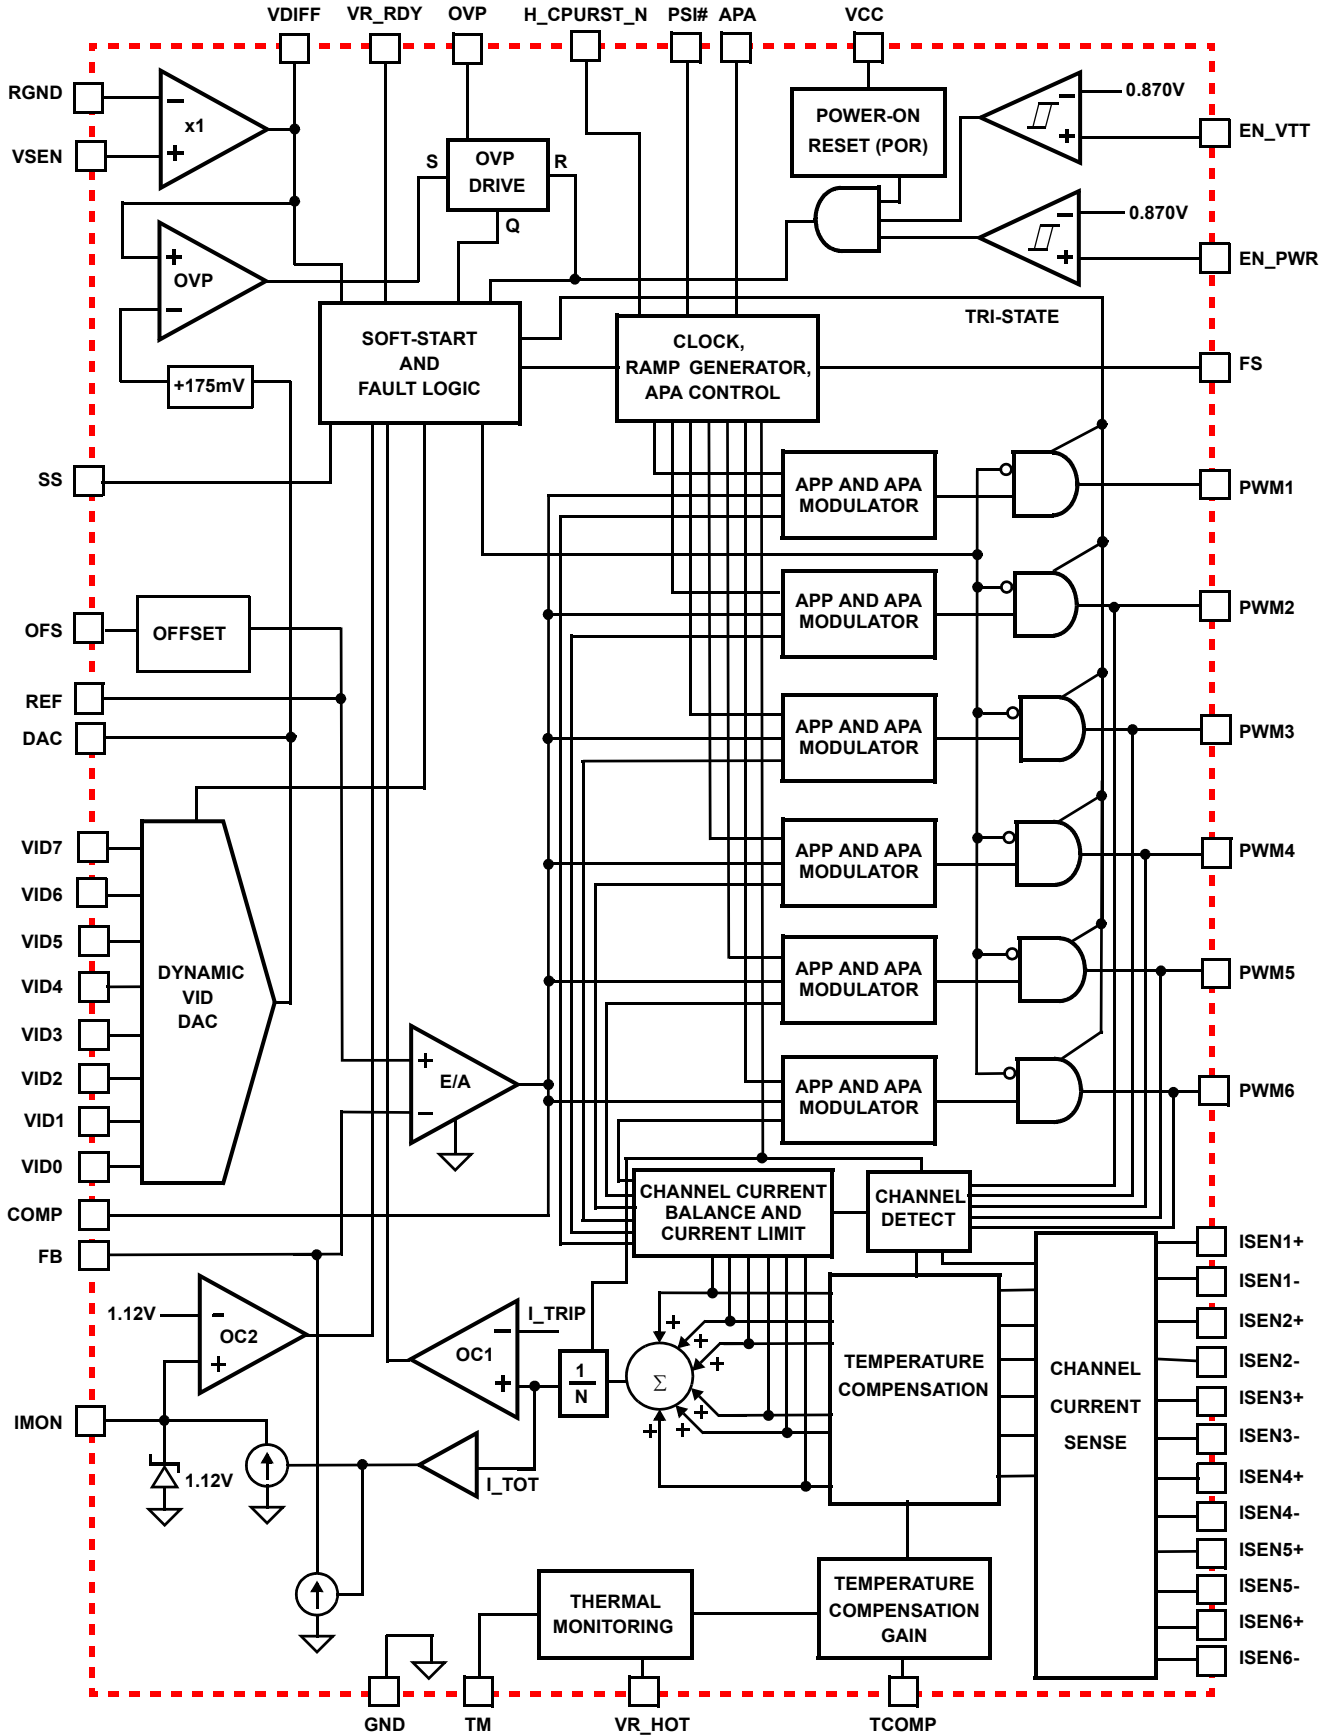 VDIFF
VR_RDY
OVP
H_CPURST_N
PSI#
APA
VCC
RGND
VSEN
−
x1
+
S
OVP
DRIVE
R
Q
POWER-ON
RESET (POR)
−
+
0.870V
EN_VTT
−
+
0.870V
EN_PWR
+
OVP
−
+175mV
SOFT-START
AND
FAULT LOGIC
CLOCK,
RAMP GENERATOR,
APA CONTROL
TRI-STATE
FS
SS
APP AND APA
MODULATOR
PWM1
OFS
OFFSET
APP AND APA
MODULATOR
PWM2
REF
DAC
APP AND APA
MODULATOR
PWM3
VID7
VID6
VID5
VID4
VID3
VID2
VID1
VID0
DYNAMIC
VID
DAC
APP AND APA
MODULATOR
PWM4
APP AND APA
MODULATOR
PWM5
+
E/A
−
APP AND APA
MODULATOR
PWM6
COMP
FB
CHANNEL CURRENT
BALANCE AND
CURRENT LIMIT
CHANNEL
DETECT
1.12V
−
OC2
+
IMON
1.12V
I_TRIP
−
OC1
+
I_TOT
1
N
Σ
+
+
+
+
+
+
TEMPERATURE
COMPENSATION
CHANNEL
CURRENT
SENSE
ISEN1+
ISEN1-
ISEN2+
ISEN2-
ISEN3+
ISEN3-
ISEN4+
ISEN4-
ISEN5+
ISEN5-
ISEN6+
ISEN6-
THERMAL
MONITORING
TEMPERATURE
COMPENSATION
GAIN
GND
TM
VR_HOT
TCOMP